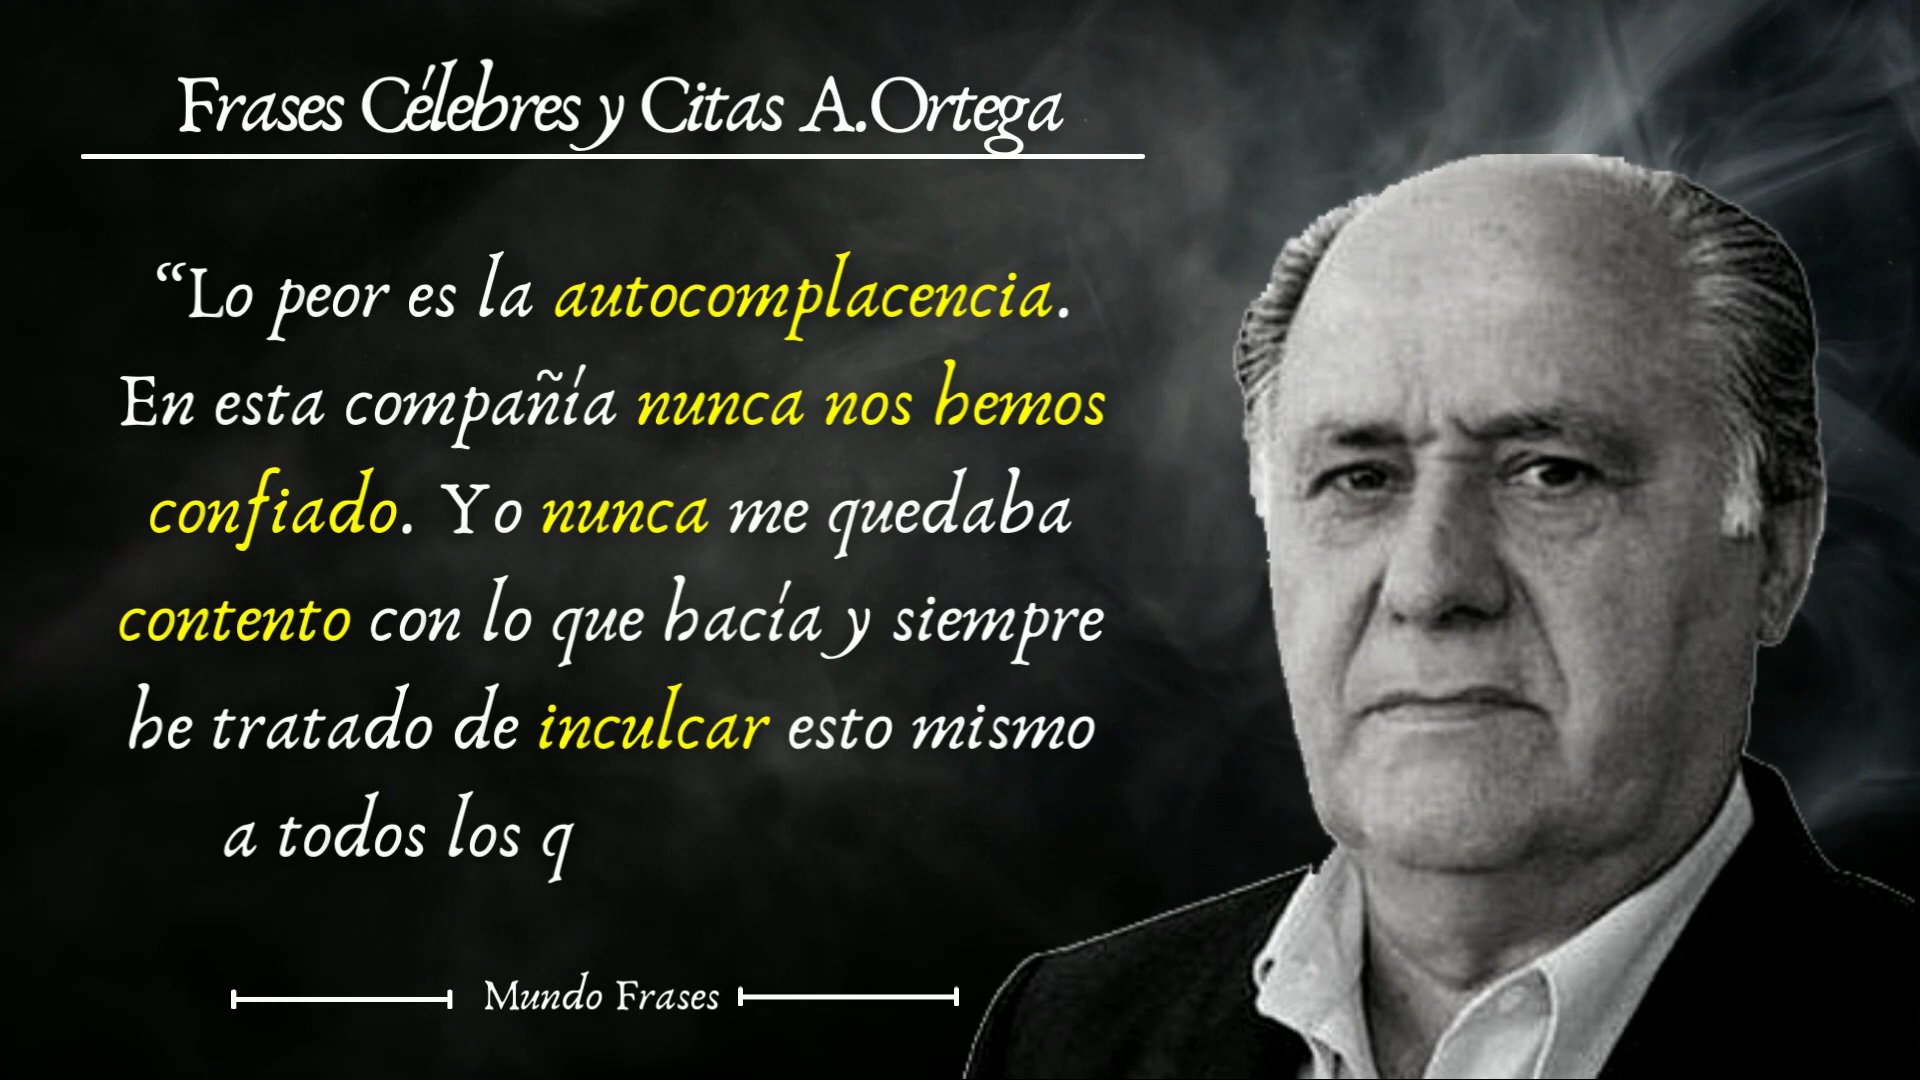 Frases Célebres y Citas A.Ortega
“Lo peor es la autocomplacencia.
En esta compañía nunca nos hemos
confiado. Yo nunca me quedaba
contento con lo que hacía y siempre
he tratado de inculcar esto mismo
a todos los q
Mundo Frases